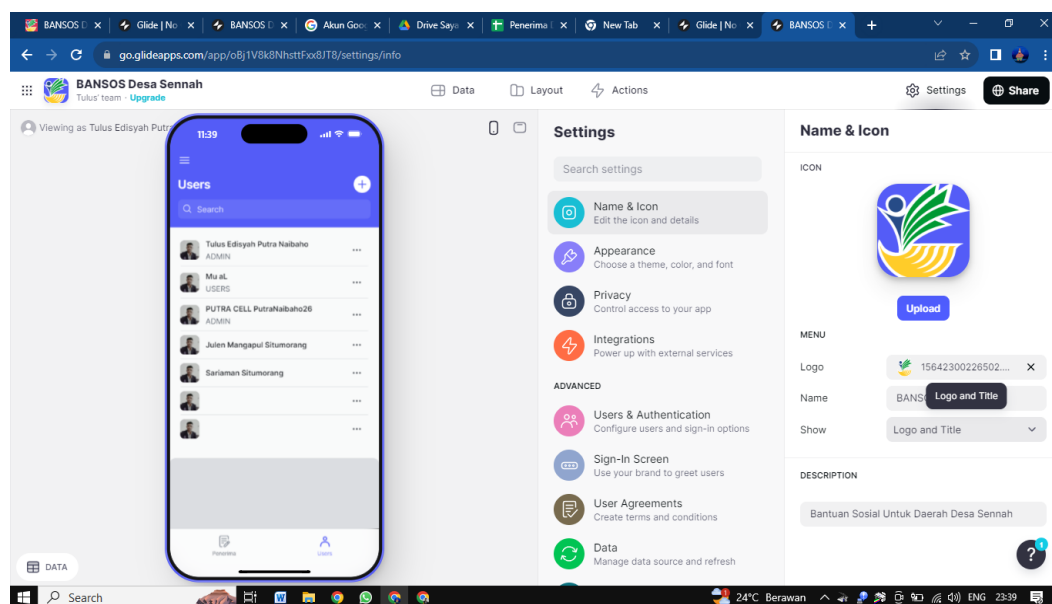 BANSOS D
Glide | No
BANSOS D
Akun Goog
Drive Saya
Penerima
New Tab
Glide | No
BANSOS D
go.glideapps.com/app/oBj1V8k8NhsttFxx8JT8/settings/info
BANSOS Desa Sennah
Tulus' team · Upgrade
Data
Layout
Actions
Settings
Share
Viewing as Tulus Edisyah Putr
11:39
Users
Search
Tulus Edisyah Putra Naibaho
ADMIN
Mu aL
USERS
PUTRA CELL PutraNaibaho26
ADMIN
Julen Mangapul Situmorang
Sariaman Situmorang
Penerima
Users
DATA
Settings
Search settings
Name & Icon
Edit the icon and details
Appearance
Choose a theme, color, and font
Privacy
Control access to your app
Integrations
Power up with external services
ADVANCED
Users & Authentication
Configure users and sign-in options
Sign-In Screen
Use your brand to greet users
User Agreements
Create terms and conditions
Data
Manage data source and refresh
Name & Icon
ICON
Upload
MENU
Logo
15642300226502....
Name
BANS
Logo and Title
Show
Logo and Title
DESCRIPTION
Bantuan Sosial Untuk Daerah Desa Sennah
?
1
Search
24°C Berawan
ENG
23:39